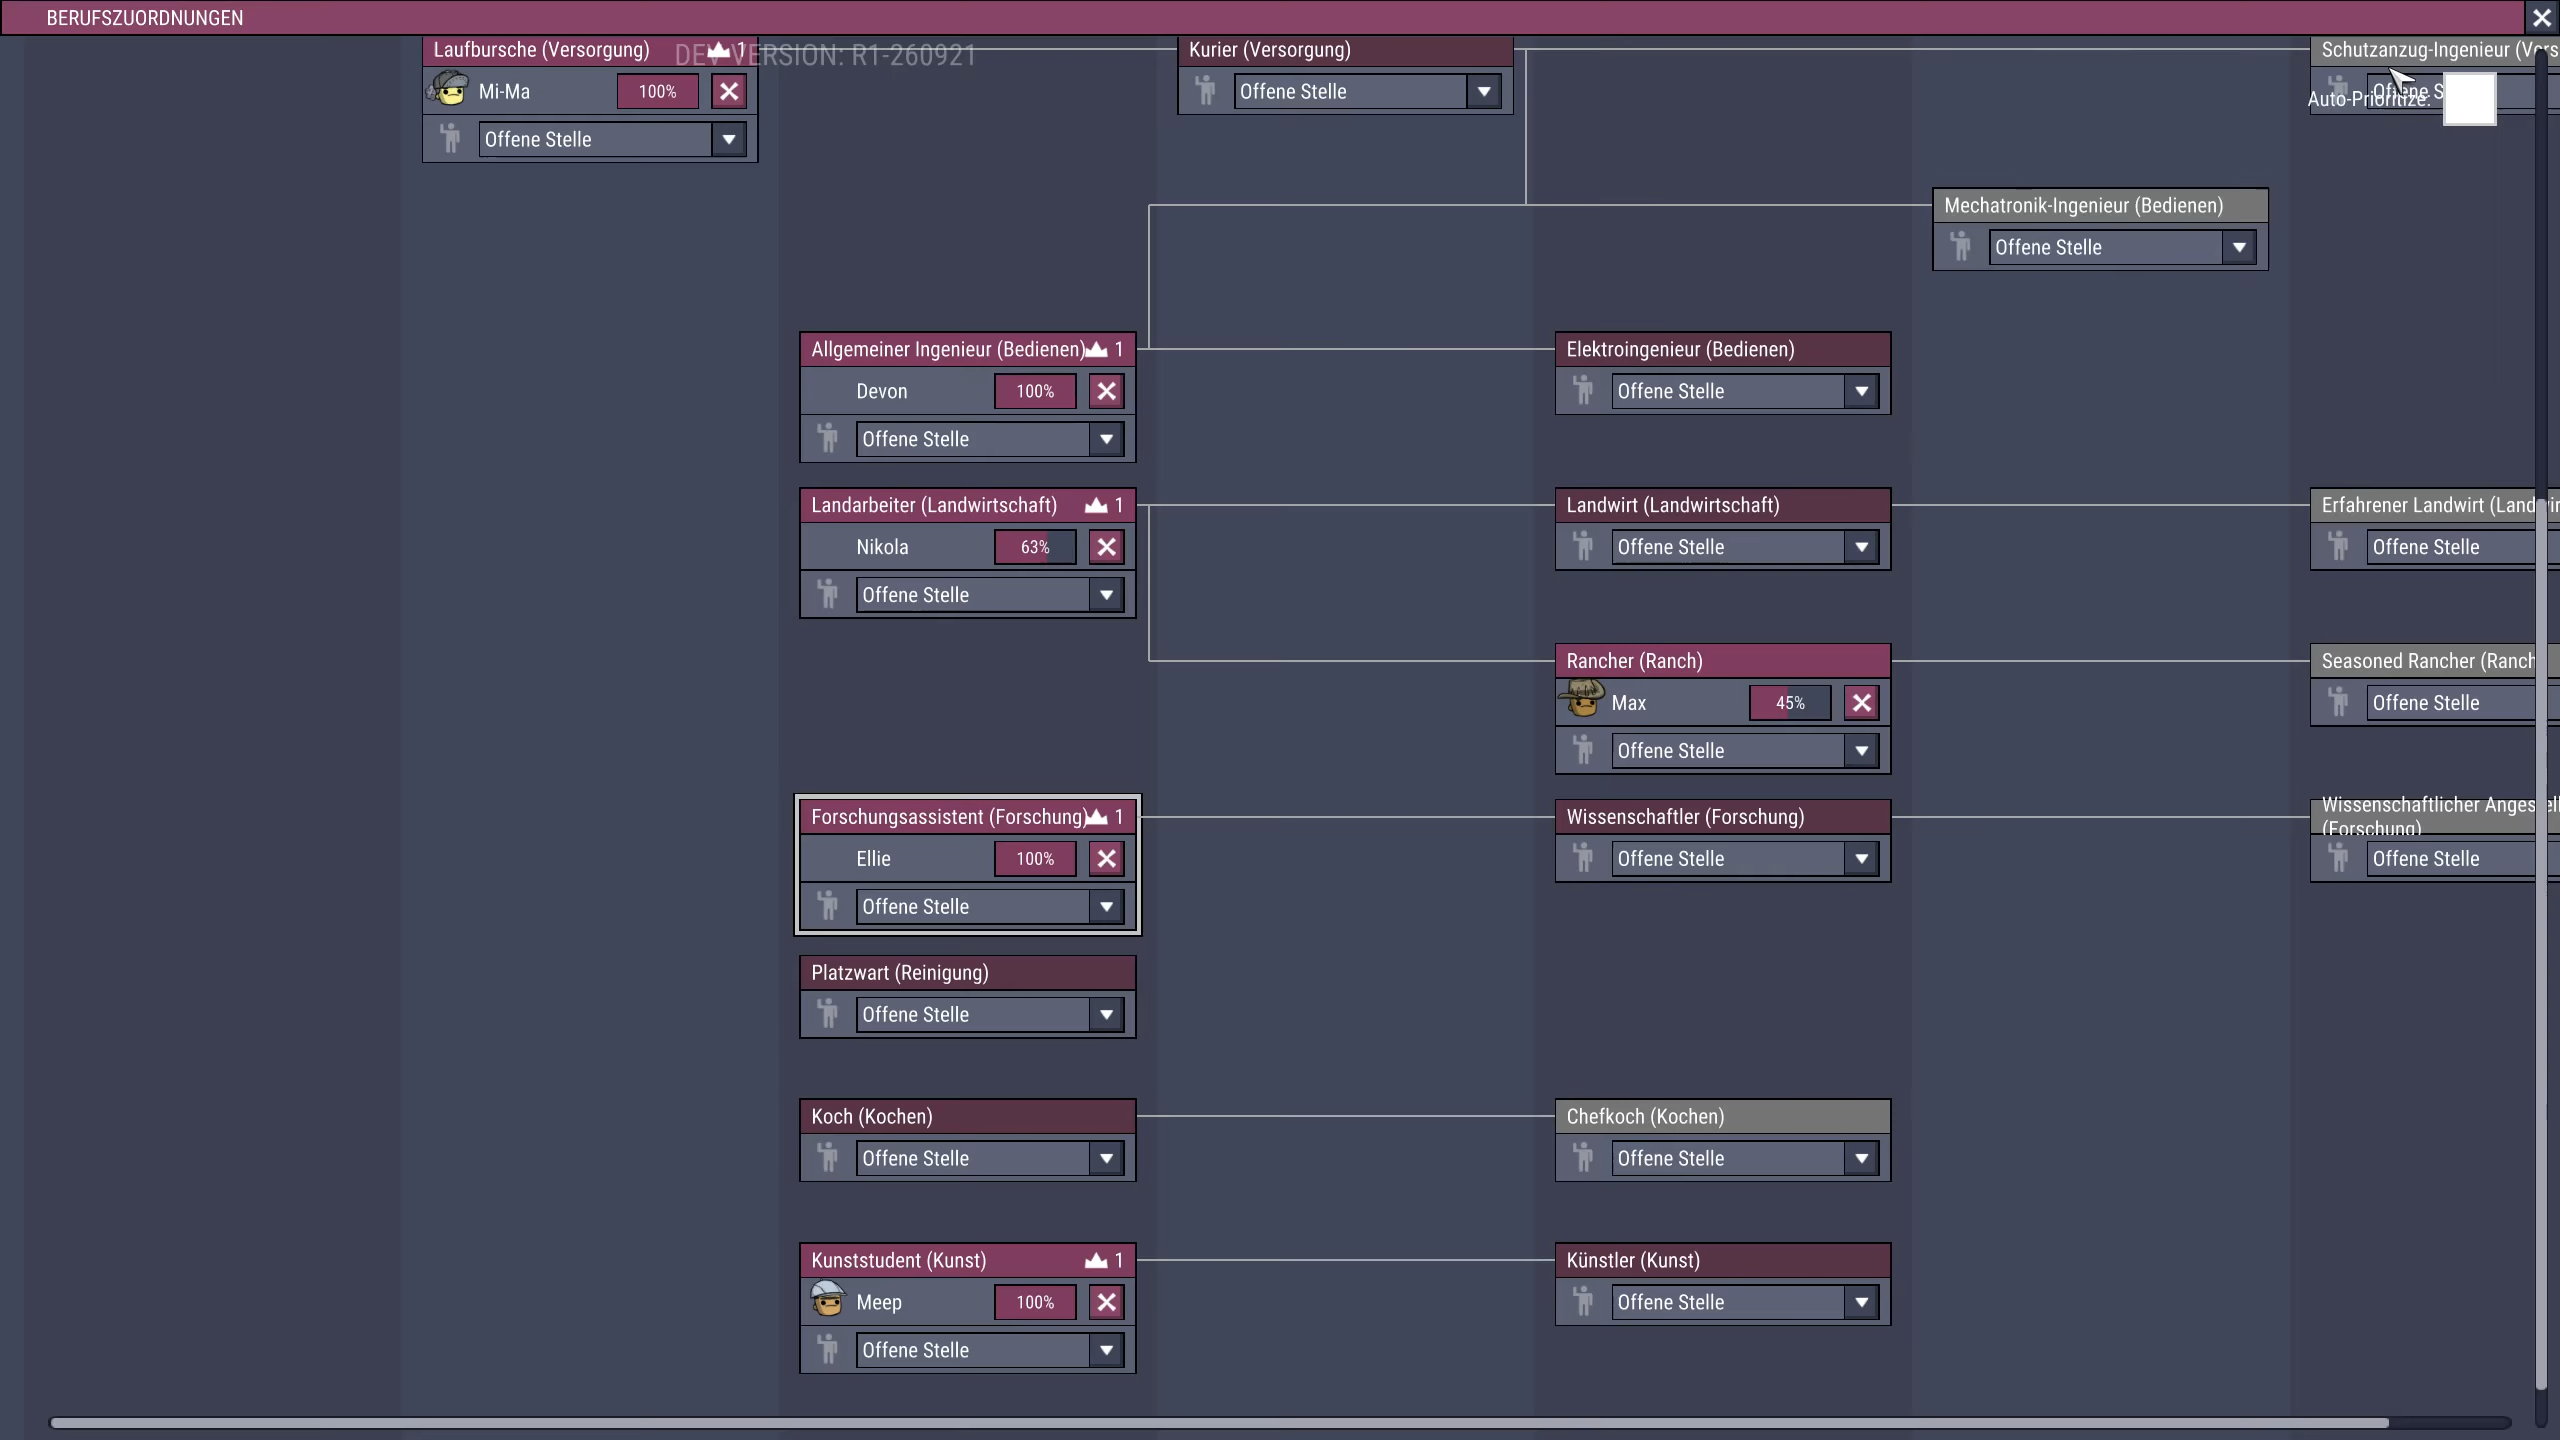 BERUFSZUORDNUNGEN
Laufbursche (Versorgung) 1
DEV VERSION: R1-260921
Kurier (Versorgung)
Schutzanzug-Ingenieur (Vers
Mi-Ma 100%
Offene Stelle
Offene S
Auto-Prioritize:
Offene Stelle
Mechatronik-Ingenieur (Bedienen)
Offene Stelle
Allgemeiner Ingenieur (Bedienen) 1
Elektroingenieur (Bedienen)
Devon 100%
Offene Stelle
Offene Stelle
Landarbeiter (Landwirtschaft) 1
Landwirt (Landwirtschaft)
Erfahrener Landwirt (Landwir
Nikola 63%
Offene Stelle
Offene Stelle
Offene Stelle
Rancher (Ranch)
Seasoned Rancher (Ranch
Max 45%
Offene Stelle
Offene Stelle
Forschungsassistent (Forschung) 1
Wissenschaftler (Forschung)
Wissenschaftlicher Angestell
(Forschung)
Ellie 100%
Offene Stelle
Offene Stelle
Offene Stelle
Platzwart (Reinigung)
Offene Stelle
Koch (Kochen)
Chefkoch (Kochen)
Offene Stelle
Offene Stelle
Kunststudent (Kunst) 1
Künstler (Kunst)
Meep 100%
Offene Stelle
Offene Stelle